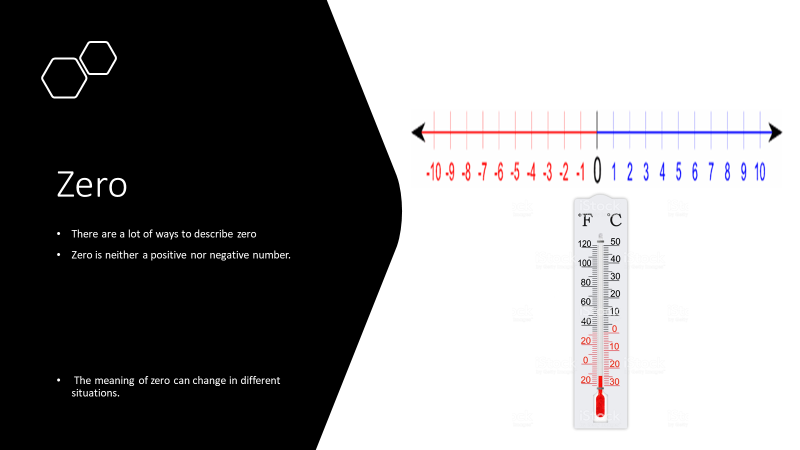 Zero
• There are a lot of ways to describe zero
• Zero is neither a positive nor negative number.
• The meaning of zero can change in different
situations.
-10 -9 -8 -7 -6 -5 -4 -3 -2 -1 0 1 2 3 4 5 6 7 8 9 10
°F °C
120 50
100 40
80 30
60 20
40 10
20 0
0 10
20 20
30